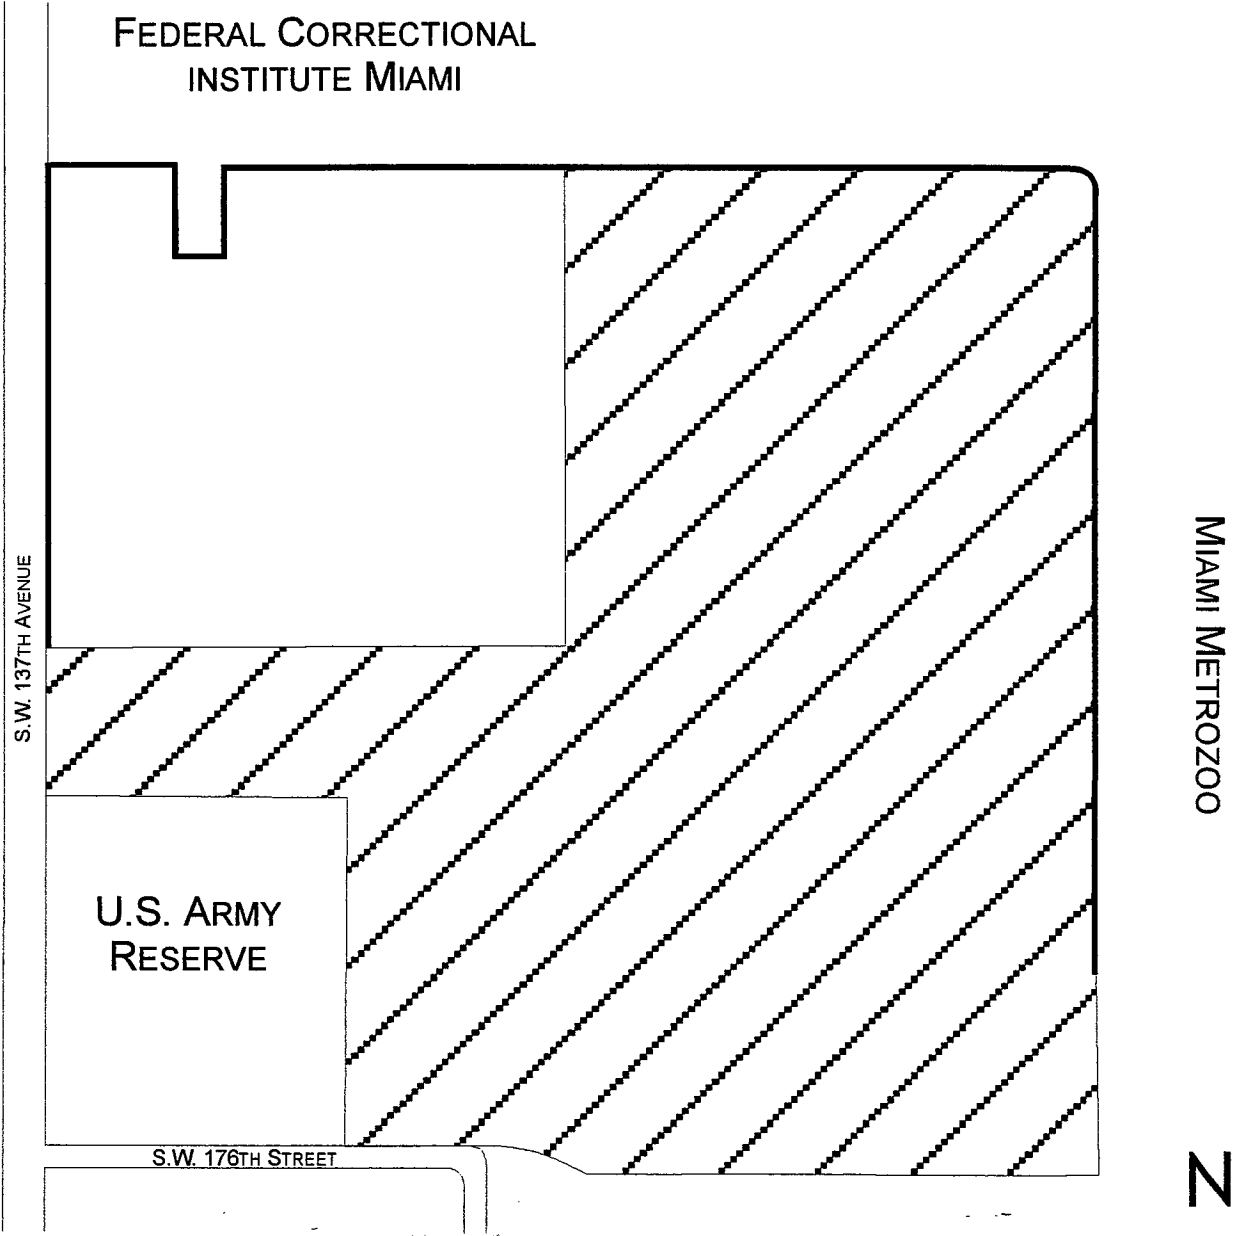 FEDERAL CORRECTIONAL
INSTITUTE MIAMI
S.W. 137TH AVENUE
MIAMI METROZOO
U.S. ARMY
RESERVE
S.W. 176TH STREET
N